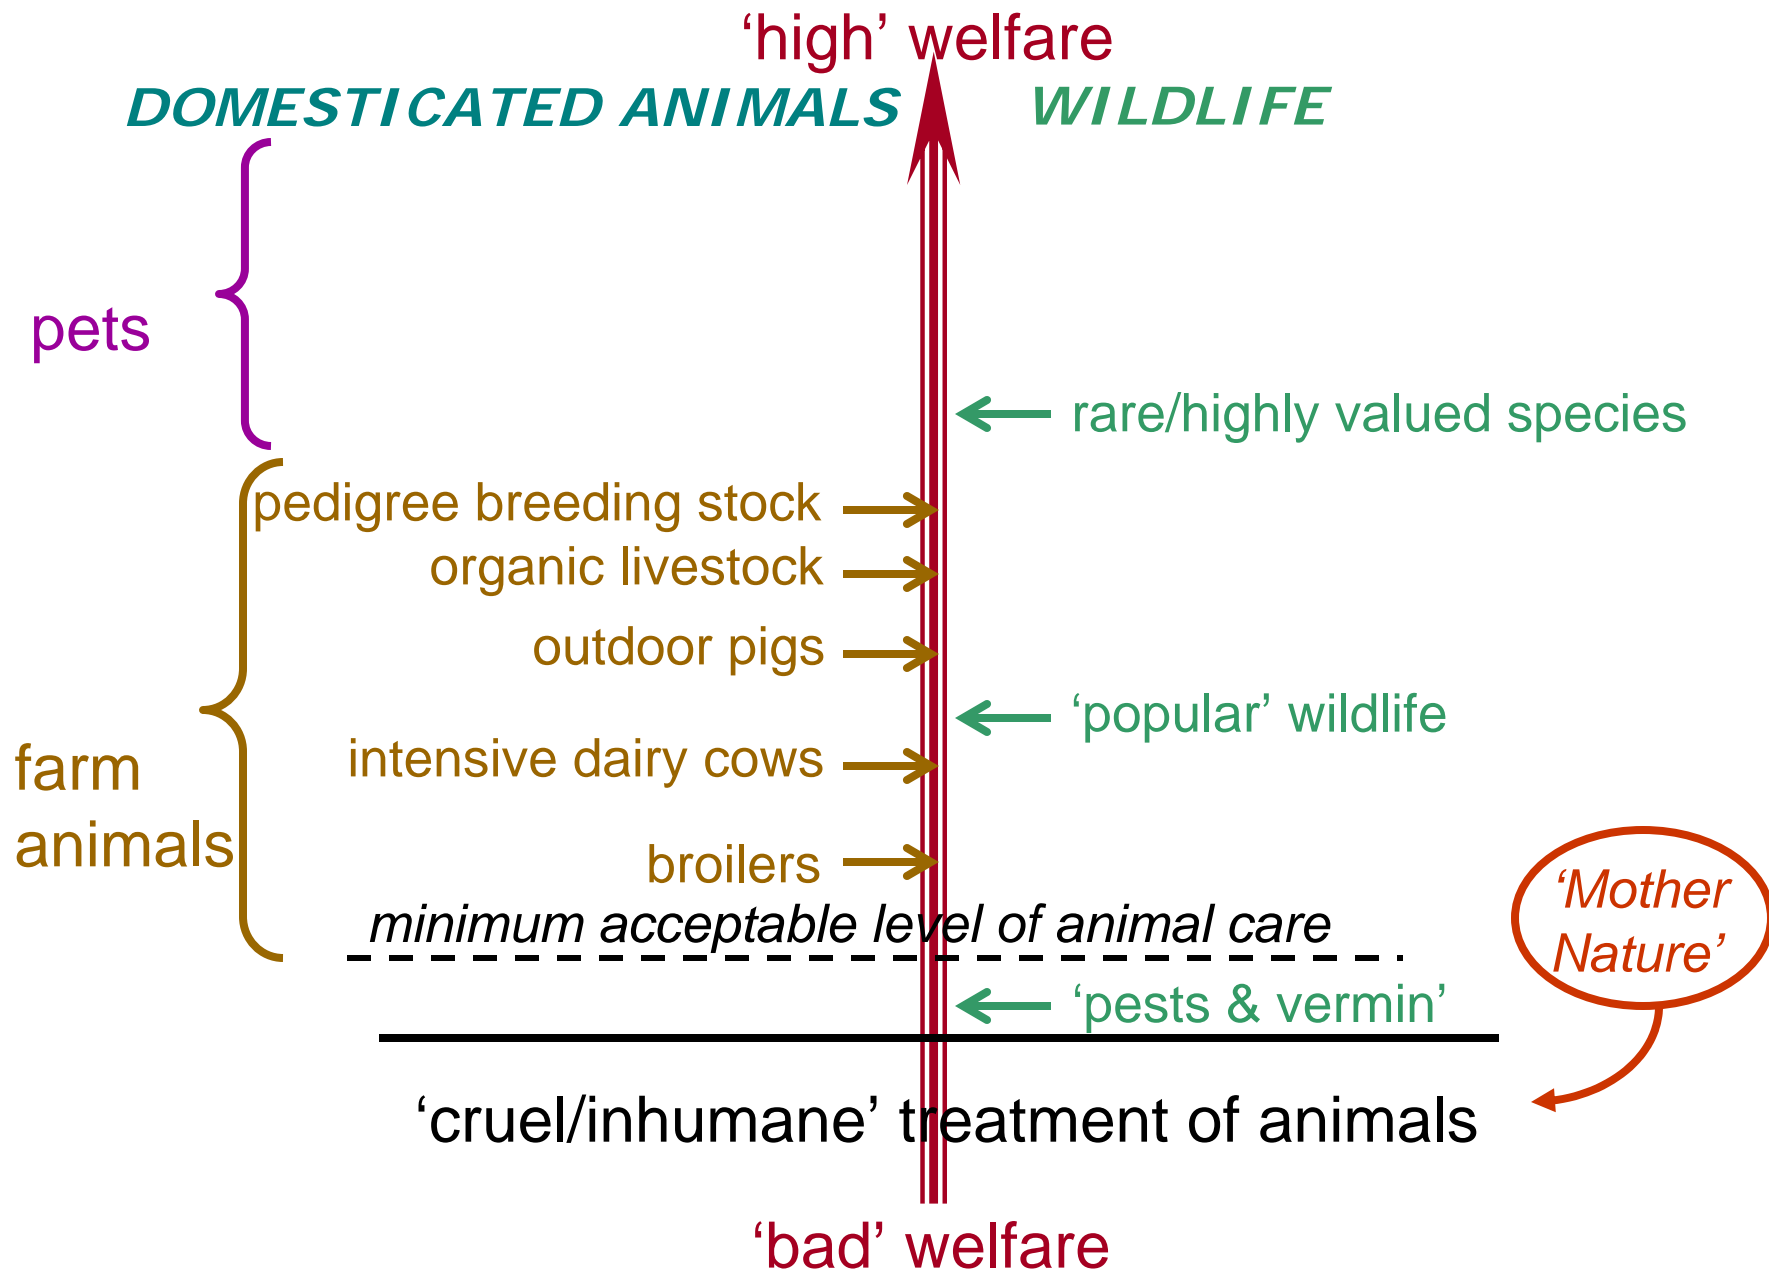 ‘high’ welfare
DOMESTICATED ANIMALS
WILDLIFE
pets
rare/highly valued species
pedigree breeding stock
organic livestock
outdoor pigs
‘popular’ wildlife
farm
animals
intensive dairy cows
broilers
minimum acceptable level of animal care
‘Mother
Nature’
‘pests & vermin’
‘cruel/inhumane’ treatment of animals
‘bad’ welfare